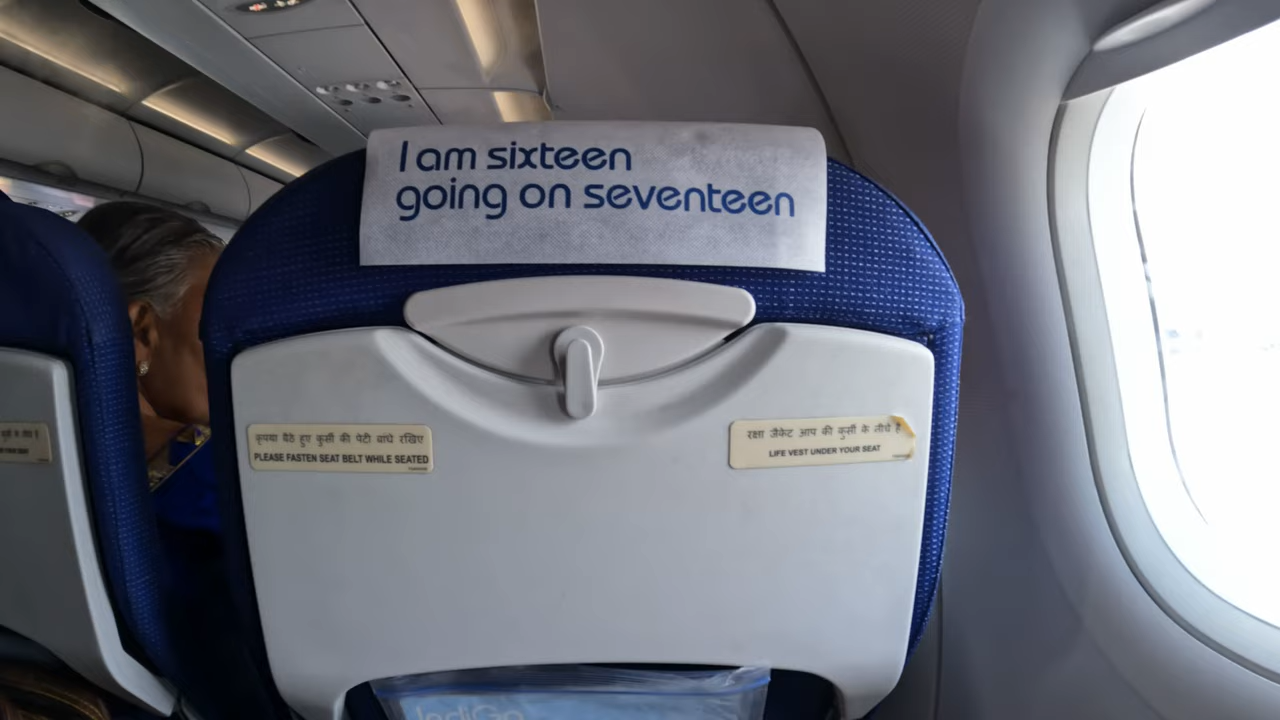 I am sixteen
going on seventeen
कृपया बैठे हुए कुर्सी की पेटी बांधे रखिए
PLEASE FASTEN SEAT BELT WHILE SEATED
रक्षा जैकेट आप की कुर्सी के नीचे है
LIFE VEST UNDER YOUR SEAT
IndiGo